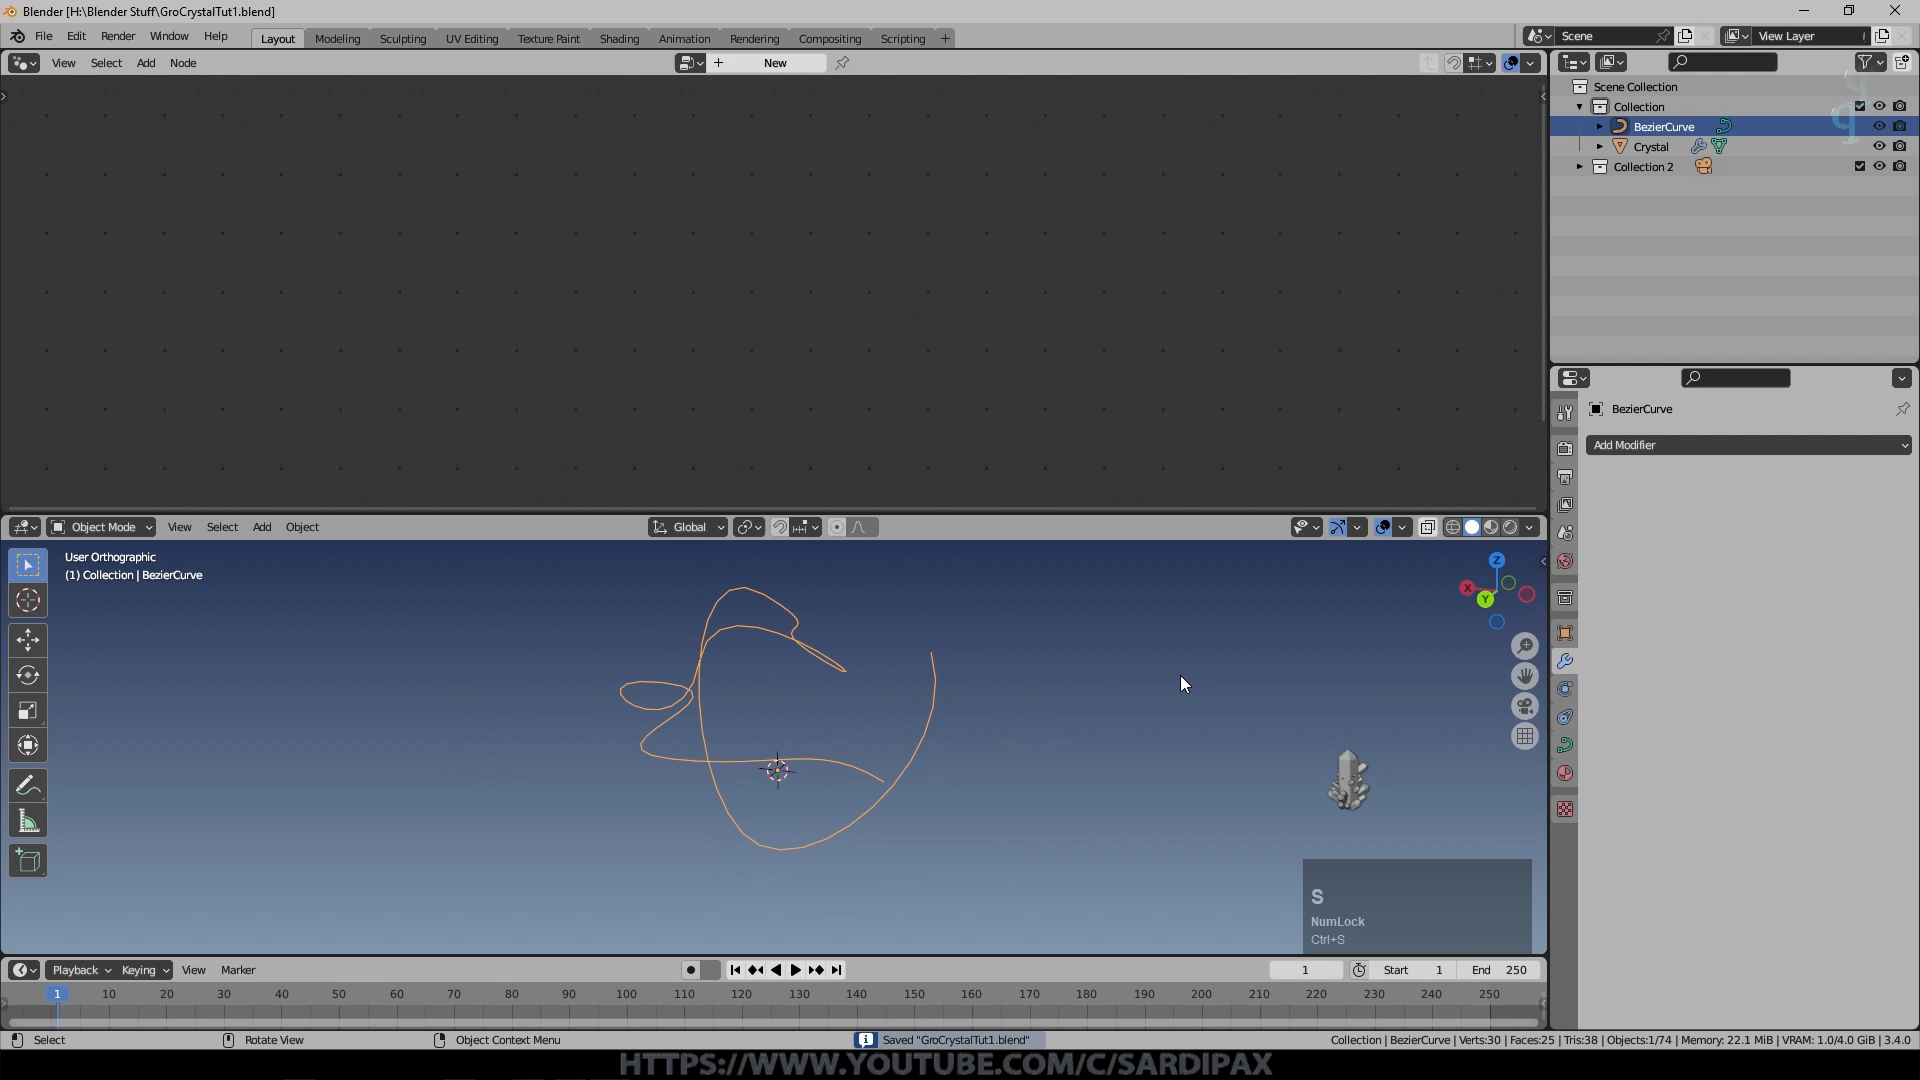 Blender [H:\Blender Stuff\GroCrystalTut1.blend]
File Edit Render Window Help Layout Modeling Sculpting UV Editing Texture Paint Shading Animation Rendering Compositing Scripting + Scene View Layer
View Select Add Node + New
Scene Collection
Collection
BezierCurve
Crystal
Collection 2
BezierCurve
Add Modifier
Object Mode View Select Add Object Global
User Orthographic
(1) Collection | BezierCurve
Z
X
Y
S
NumLock
Ctrl+S
Playback Keying View Marker 1 Start 1 End 250
1 10 20 30 40 50 60 70 80 90 100 110 120 130 140 150 160 170 180 190 200 210 220 230 240 250
Select Rotate View Object Context Menu Saved "GroCrystalTut1.blend" Collection | BezierCurve | Verts:30 | Faces:25 | Tris:38 | Objects:1/74 | Memory: 22.1 MiB | VRAM: 1.0/4.0 GiB | 3.4.0
HTTPS://WWW.YOUTUBE.COM/C/SARDIPAX